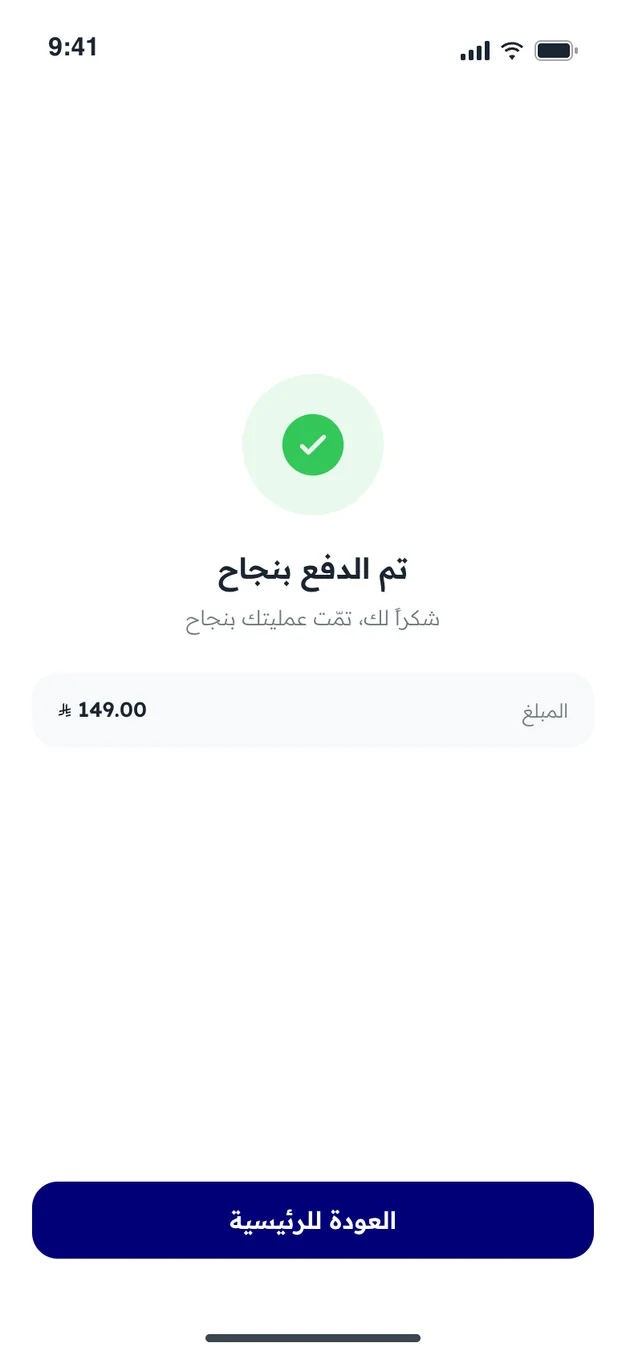 9:41
تم الدفع بنجاح
شكراً لك، تمّت عمليتك بنجاح
المبلغ
149.00 ⃁
العودة للرئيسية